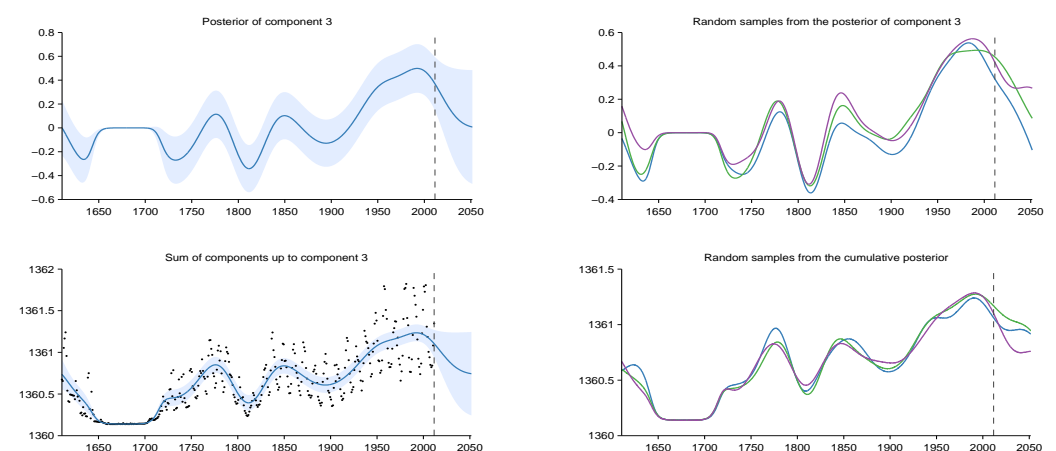 Posterior of component 3
0.8
0.6
0.4
0.2
0
−0.2
−0.4
−0.6
1650 1700 1750 1800 1850 1900 1950 2000 2050
Random samples from the posterior of component 3
0.6
0.4
0.2
0
−0.2
−0.4
1650 1700 1750 1800 1850 1900 1950 2000 2050
Sum of components up to component 3
1362
1361.5
1361
1360.5
1360
1650 1700 1750 1800 1850 1900 1950 2000 2050
Random samples from the cumulative posterior
1361.5
1361
1360.5
1360
1650 1700 1750 1800 1850 1900 1950 2000 2050